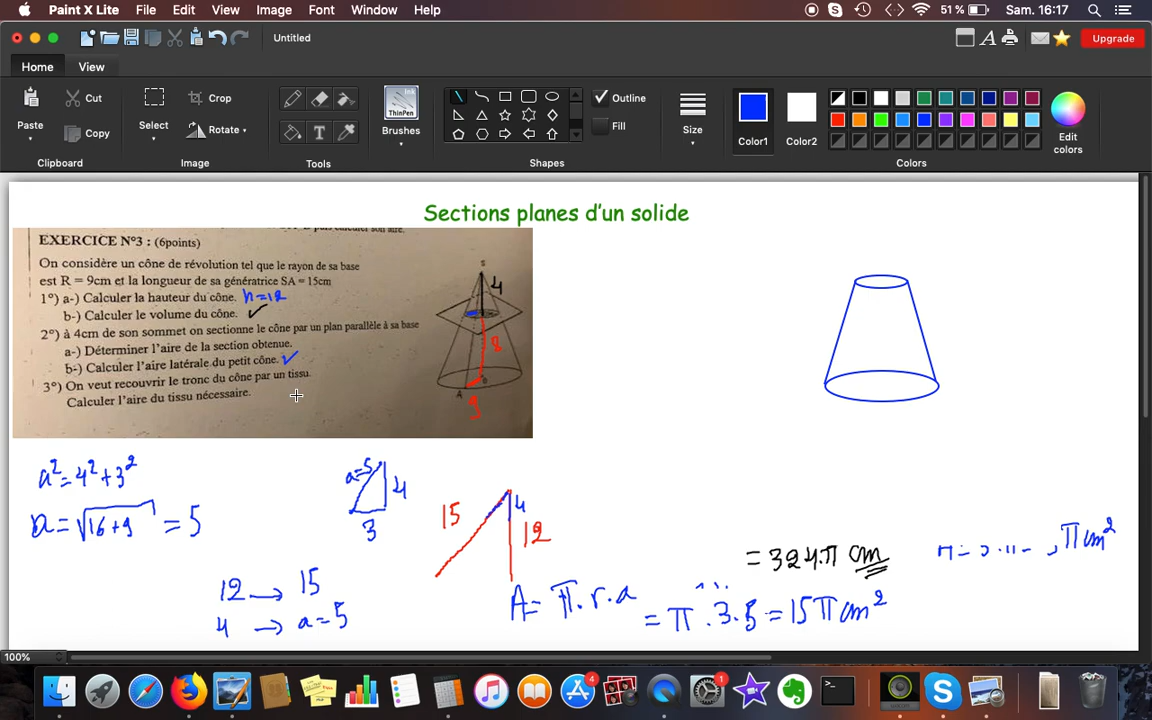 Paint X Lite File Edit View Image Font Window Help 51 % Sam. 16:17
Untitled
Upgrade
Home View
Paste
Cut
Copy
Clipboard
Select
Crop
Rotate
Image
Tools
Ink
ThinPen
Brushes
Outline
Fill
Shapes
Size
Color1
Color2
Edit
colors
Colors
Sections planes d'un solide
EXERCICE N°3 : (6points)
On considère un cône de révolution tel que le rayon de sa base
est R = 9cm et la longueur de sa génératrice SA = 15cm
1°) a-) Calculer la hauteur du cône. h=12
b-) Calculer le volume du cône.
2°) à 4cm de son sommet on sectionne le cône par un plan parallèle à sa base
a-) Déterminer l'aire de la section obtenue.
b-) Calculer l'aire latérale du petit cône.
3°) On veut recouvrir le tronc du cône par un tissu.
Calculer l'aire du tissu nécessaire.
S
4
8
A
9
a²=4²+3²
a=√16+9 = 5
a=5
4
3
15
4
12
12 → 15
4 → a=5
= 324.π cm
πcm²
A= π.r.a
= π.3.5 = 15πcm²
100%
4
1